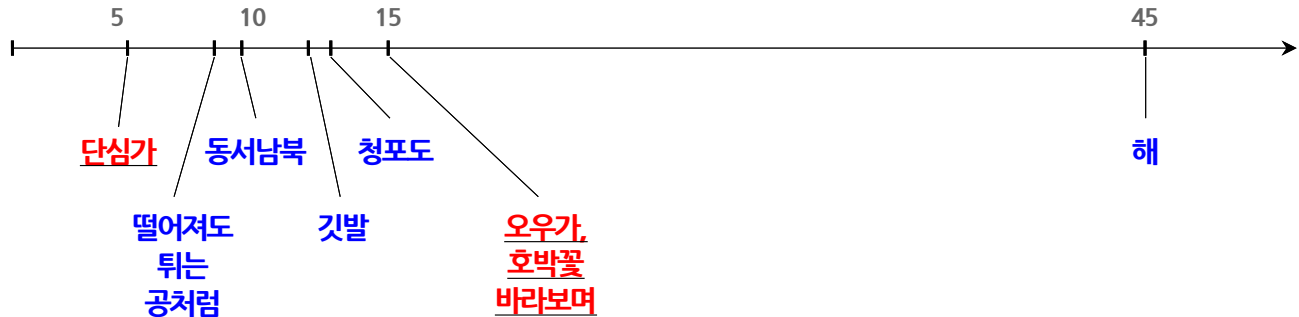 5 10 15 45
단심가 동서남북 청포도 해
떨어져도 깃발 오우가,
튀는 호박꽃
공처럼 바라보며